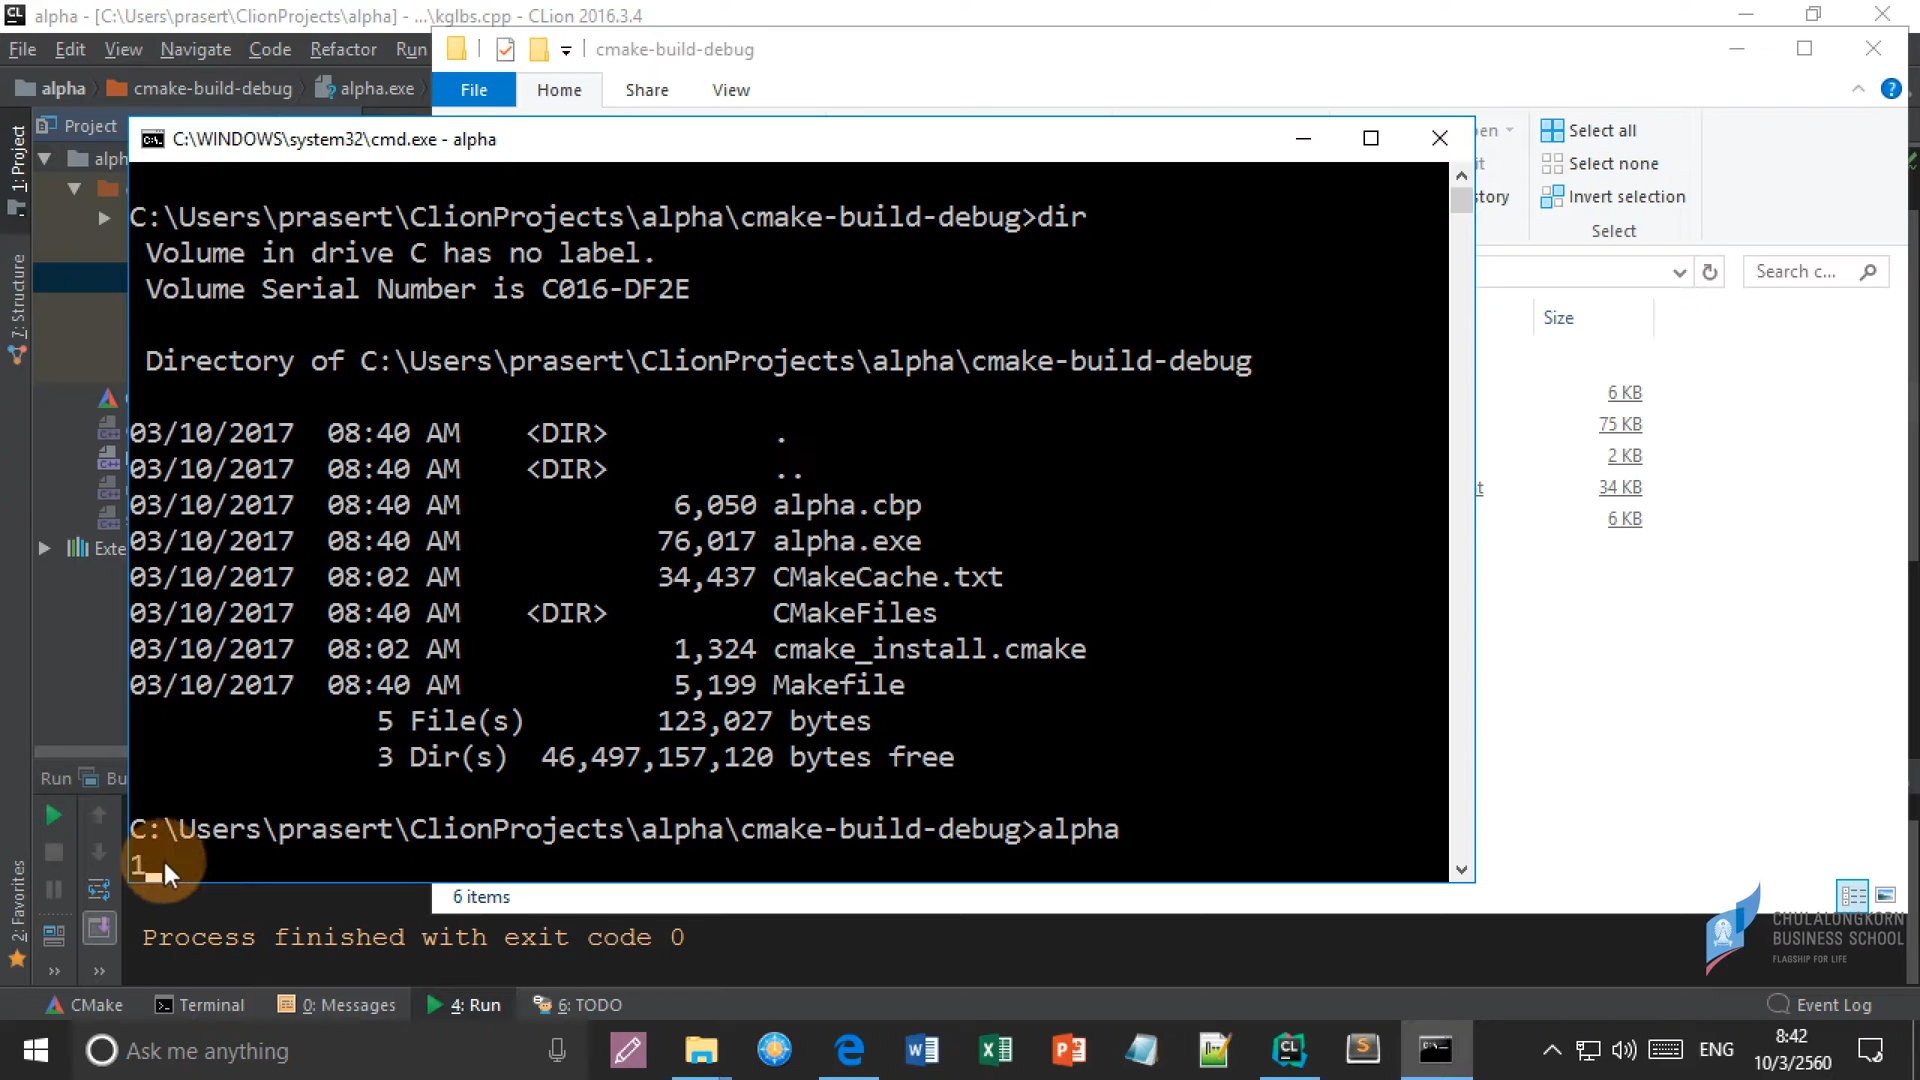 alpha - [C:\Users\prasert\ClionProjects\alpha] - ...\kglbs.cpp - CLion 2016.3.4
File Edit View Navigate Code Refactor Run
cmake-build-debug
alpha cmake-build-debug alpha.exe
File Home Share View
1: Project
Project
C:\WINDOWS\system32\cmd.exe - alpha
Select all
Select none
Invert selection
Select
Search c...
Size
6 KB
75 KB
2 KB
34 KB
6 KB
7: Structure
C:\Users\prasert\ClionProjects\alpha\cmake-build-debug>dir
Volume in drive C has no label.
Volume Serial Number is C016-DF2E
Directory of C:\Users\prasert\ClionProjects\alpha\cmake-build-debug
03/10/2017 08:40 AM <DIR> .
03/10/2017 08:40 AM <DIR> ..
03/10/2017 08:40 AM 6,050 alpha.cbp
03/10/2017 08:40 AM 76,017 alpha.exe
03/10/2017 08:02 AM 34,437 CMakeCache.txt
03/10/2017 08:40 AM <DIR> CMakeFiles
03/10/2017 08:02 AM 1,324 cmake_install.cmake
03/10/2017 08:40 AM 5,199 Makefile
5 File(s) 123,027 bytes
3 Dir(s) 46,497,157,120 bytes free
C:\Users\prasert\ClionProjects\alpha\cmake-build-debug>alpha
1
Run
2: Favorites
6 items
Process finished with exit code 0
CHULALONGKORN
BUSINESS SCHOOL
FLAGSHIP FOR LIFE
CMake Terminal 0: Messages 4: Run 6: TODO Event Log
Ask me anything
ENG
8:42
10/3/2560